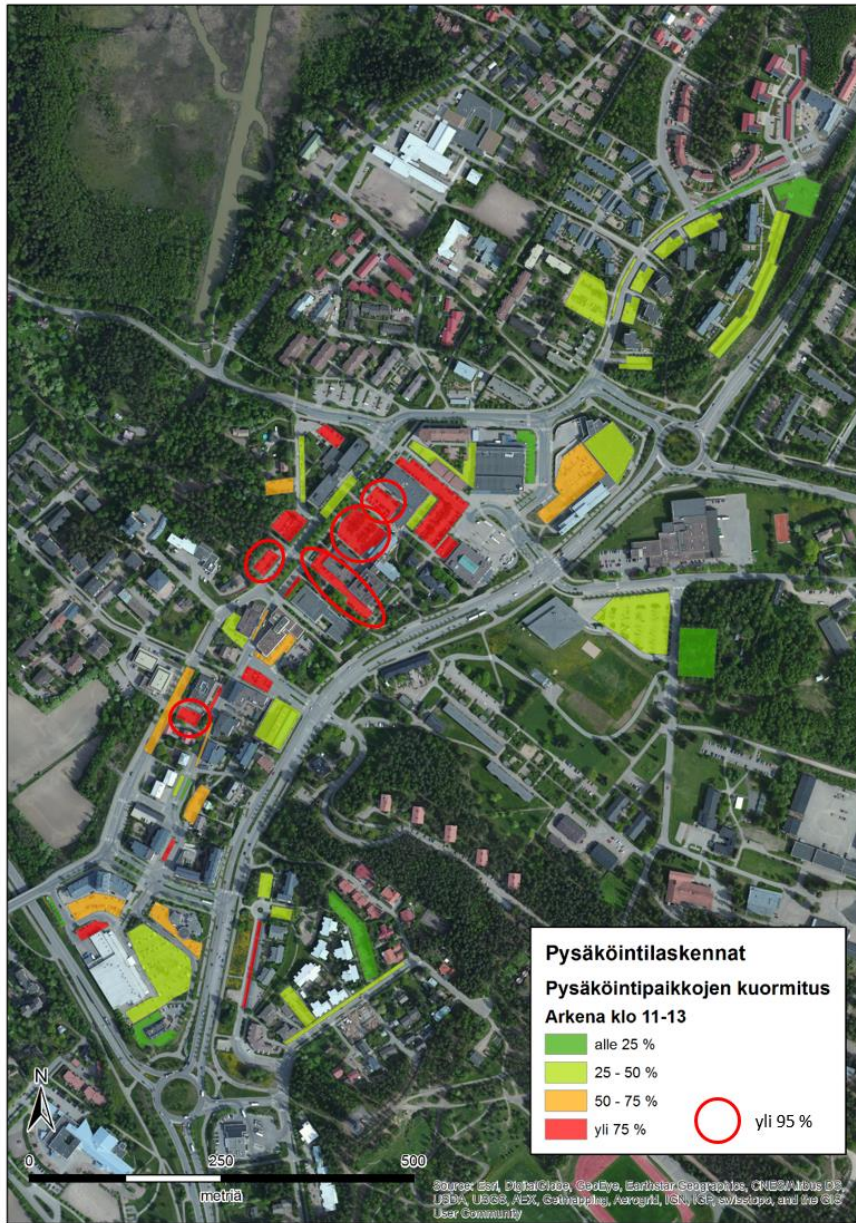 Pysäköintilaskennat
Pysäköintipaikkojen kuormitus
Arkena klo 11-13
alle 25 %
25 - 50 %
50 - 75 %
yli 75 %
yli 95 %
N
0 250 500
metriä
Source: Esri, DigitalGlobe, GeoEye, Earthstar Geographics, CNES/Airbus DS,
USDA, USGS, AEX, Getmapping, Aerogrid, IGN, IGP, swisstopo, and the GIS
User Community